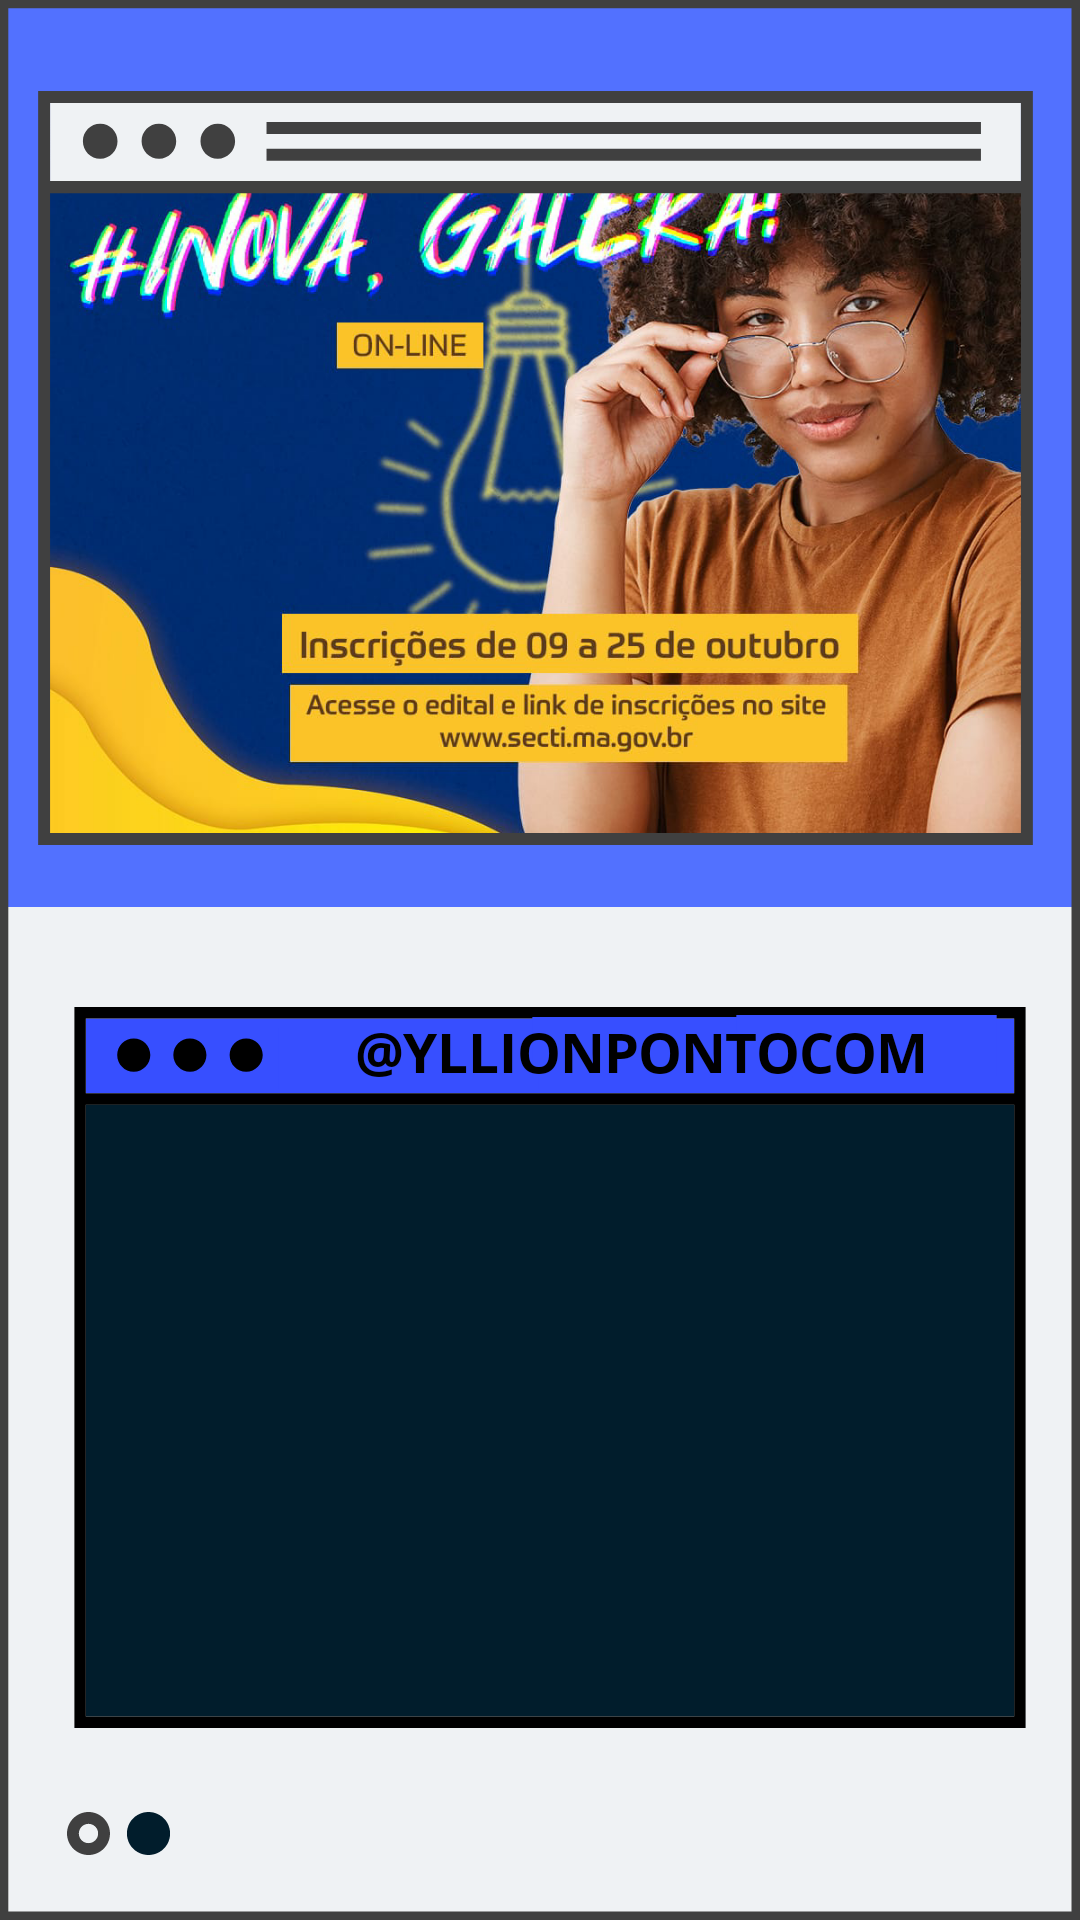 #INOVA, GALERA!
ON-LINE
Inscrições de 09 a 25 de outubro
Acesse o edital e link de inscrições no site
www.secti.ma.gov.br
@YLLIONPONTOCOM